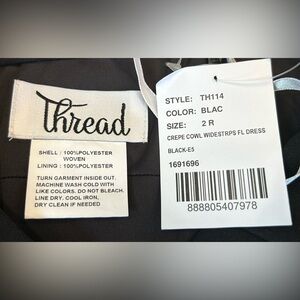 Thread
SHELL : 100%POLYESTER
WOVEN
LINING : 100%POLYESTER
TURN GARMENT INSIDE OUT.
MACHINE WASH COLD WITH
LIKE COLORS. DO NOT BLEACH.
LINE DRY. COOL IRON,
DRY CLEAN IF NEEDED
STYLE: TH114
COLOR: BLAC
SIZE: 2 R
CREPE COWL WIDESTRPS FL DRESS
BLACK-E5
1691696
888805407978